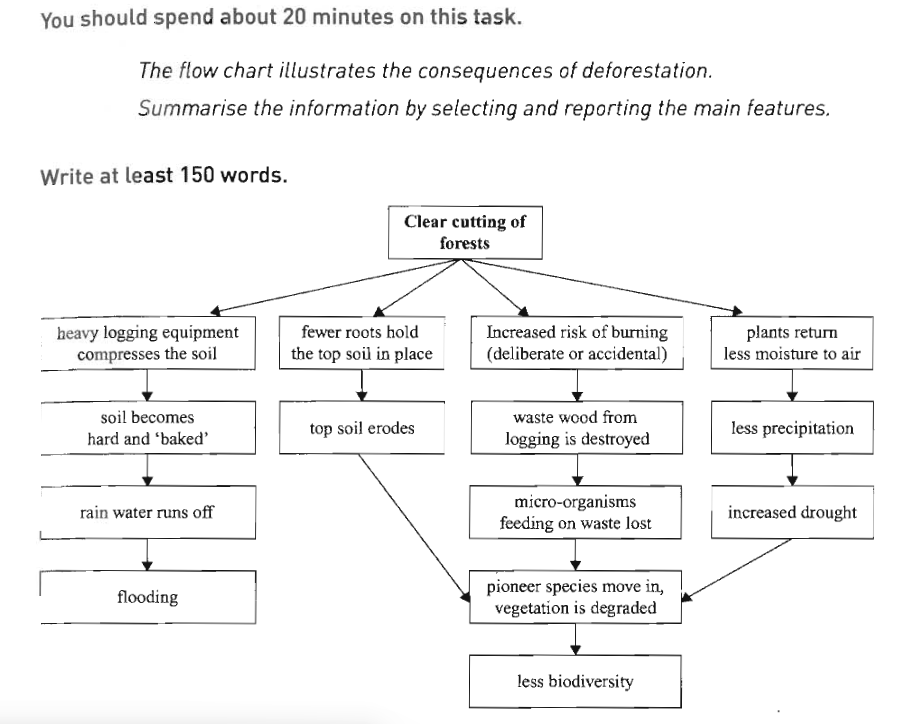 You should spend about 20 minutes on this task.
The flow chart illustrates the consequences of deforestation.
Summarise the information by selecting and reporting the main features.
Write at least 150 words.
Clear cutting of
forests
heavy logging equipment
compresses the soil
fewer roots hold
the top soil in place
Increased risk of burning
(deliberate or accidental)
plants return
less moisture to air
soil becomes
hard and ‘baked’
top soil erodes
waste wood from
logging is destroyed
less precipitation
rain water runs off
micro-organisms
feeding on waste lost
increased drought
flooding
pioneer species move in,
vegetation is degraded
less biodiversity